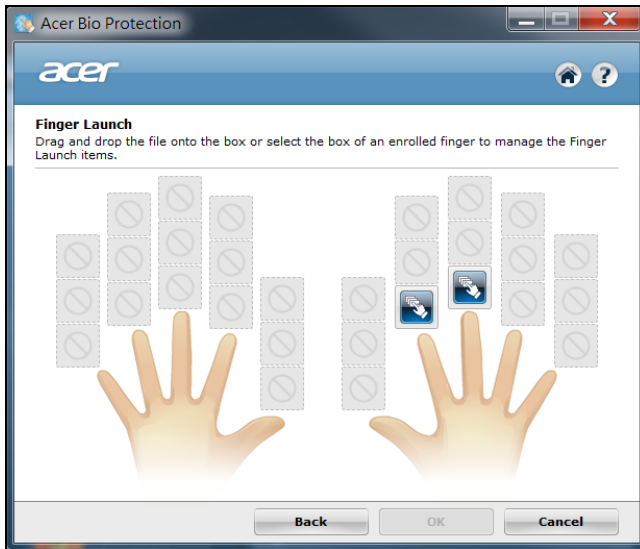 Acer Bio Protection
acer
Finger Launch
Drag and drop the file onto the box or select the box of an enrolled finger to manage the Finger
Launch items.
Back OK Cancel